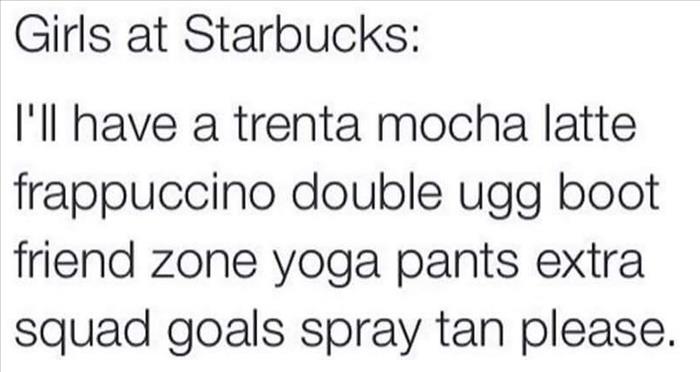 Girls at Starbucks:
I'll have a trenta mocha latte
frappuccino double ugg boot
friend zone yoga pants extra
squad goals spray tan please.